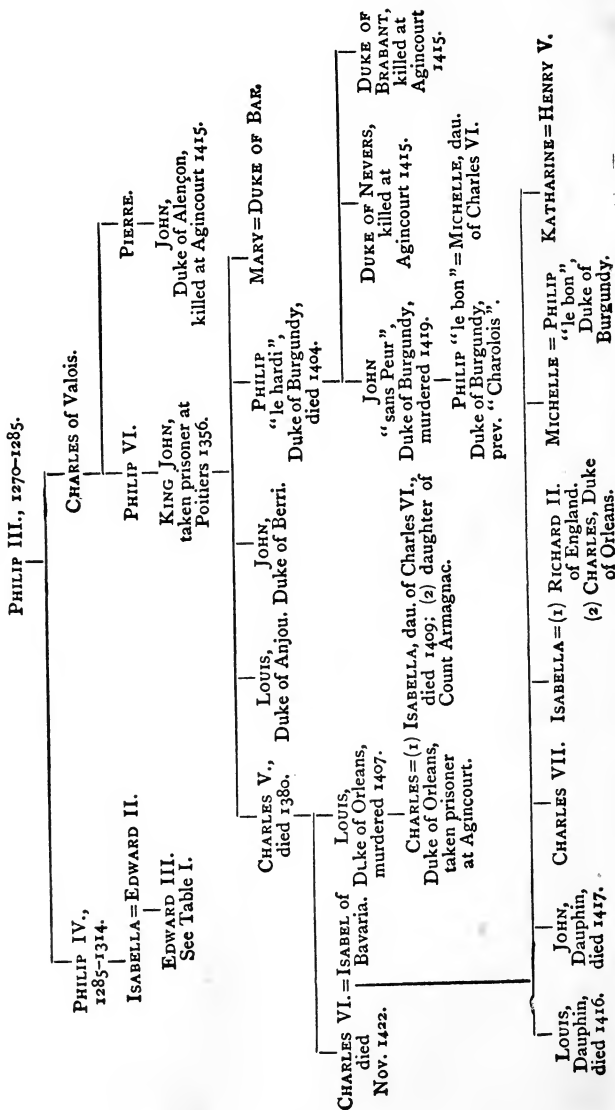 PHILIP III., 1270–1285.
PHILIP IV.,
1285–1314.
ISABELLA=EDWARD II.
EDWARD III.
See Table I.
CHARLES of Valois.
PHILIP VI.
KING JOHN,
taken prisoner at
Poitiers 1356.
PIERRE.
JOHN,
Duke of Alençon,
killed at Agincourt 1415.
CHARLES V.,
died 1380.
LOUIS,
Duke of Anjou.
JOHN,
Duke of Berri.
PHILIP
"le hardi",
Duke of Burgundy,
died 1404.
MARY=DUKE OF BAR.
CHARLES VI.=ISABEL of
died
Bavaria.
Nov. 1422.
LOUIS,
Duke of Orleans,
murdered 1407.
CHARLES=(1) ISABELLA, dau. of Charles VI.,
Duke of Orleans,
died 1409; (2) daughter of
taken prisoner
Count Armagnac.
at Agincourt.
JOHN
"sans Peur",
Duke of Burgundy,
murdered 1419.
DUKE OF NEVERS,
killed at
Agincourt 1415.
DUKE OF
BRABANT,
killed at
Agincourt
1415.
PHILIP "le bon"=MICHELLE, dau.
Duke of Burgundy,
of Charles VI.
prev. "Charolois".
LOUIS,
Dauphin,
died 1416.
JOHN,
Dauphin,
died 1417.
CHARLES VII.
ISABELLA=(1) RICHARD II.
of England.
(2) CHARLES, Duke
of Orleans.
MICHELLE = PHILIP
"le bon",
Duke of
Burgundy.
KATHARINE=HENRY V.